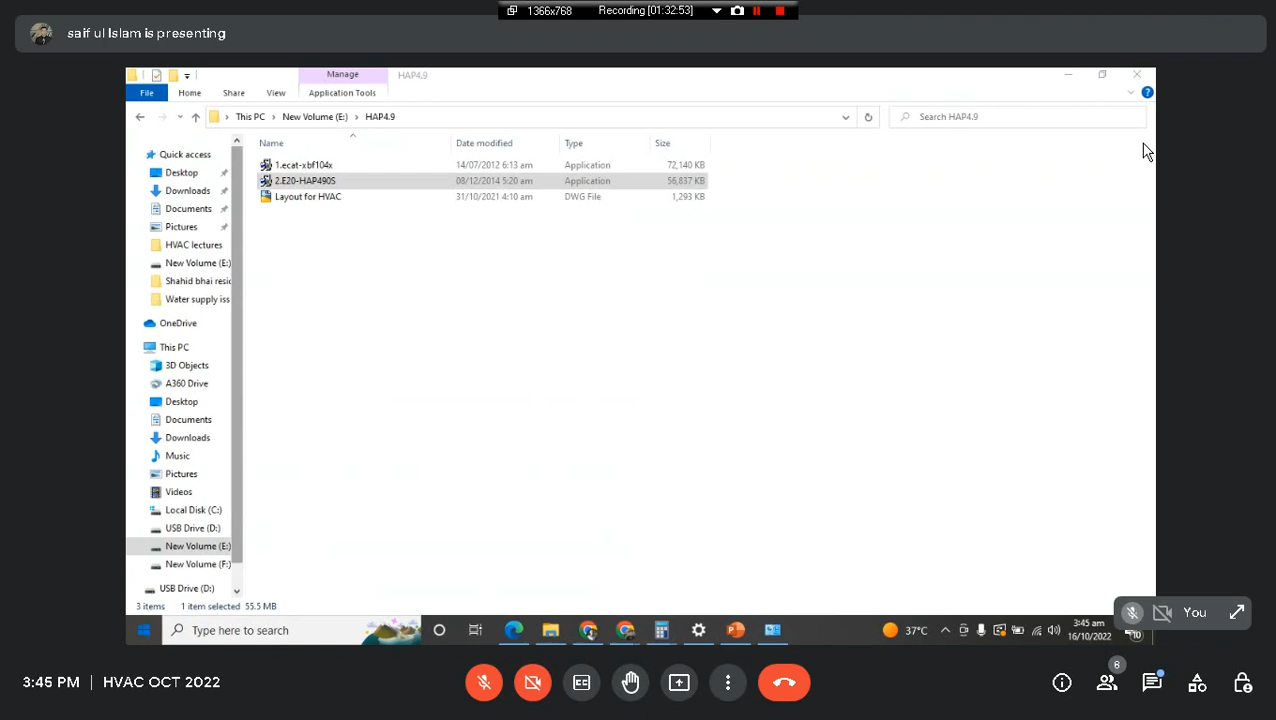 1366x768 Recording [01:32:53]
saif ul Islam is presenting
Manage HAP4.9
File Home Share View Application Tools
This PC New Volume (E:) HAP4.9 Search HAP4.9
Name Date modified Type Size
1.ecat-xbf104x 14/07/2012 6:13 am Application 72,140 KB
2.E20-HAP490S 08/12/2014 5:20 am Application 56,837 KB
Layout for HVAC 31/10/2021 4:10 am DWG File 1,293 KB
Quick access
Desktop
Downloads
Documents
Pictures
HVAC lectures
New Volume (E:)
Shahid bhai resid
Water supply iss
OneDrive
This PC
3D Objects
A360 Drive
Desktop
Documents
Downloads
Music
Pictures
Videos
Local Disk (C:)
USB Drive (D:)
New Volume (E:)
New Volume (F:)
USB Drive (D:)
3 items 1 item selected 55.5 MB
You
Type here to search
37°C
3:45 am
16/10/2022
10
6
3:45 PM | HVAC OCT 2022